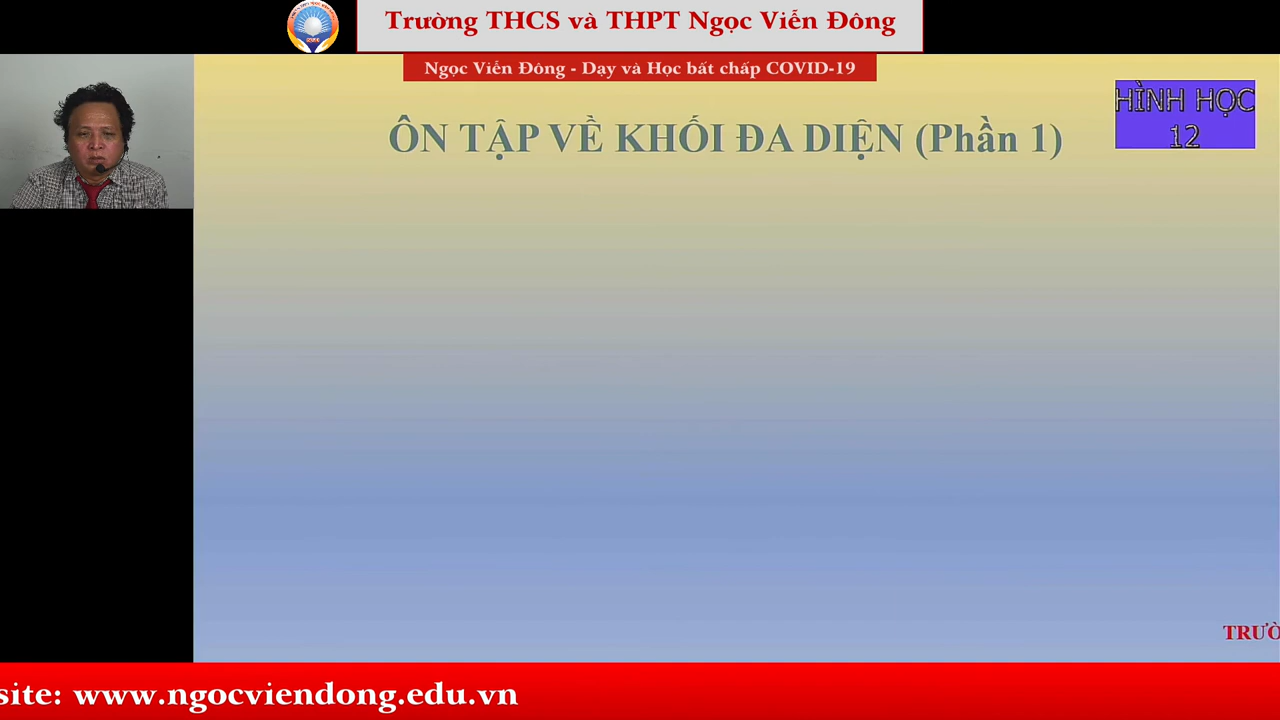 Trường THCS và THPT Ngọc Viễn Đông
Ngọc Viễn Đông - Dạy và Học bất chấp COVID-19
ÔN TẬP VỀ KHỐI ĐA DIỆN (Phần 1)
HÌNH HỌC
12
site: www.ngocviendong.edu.vn